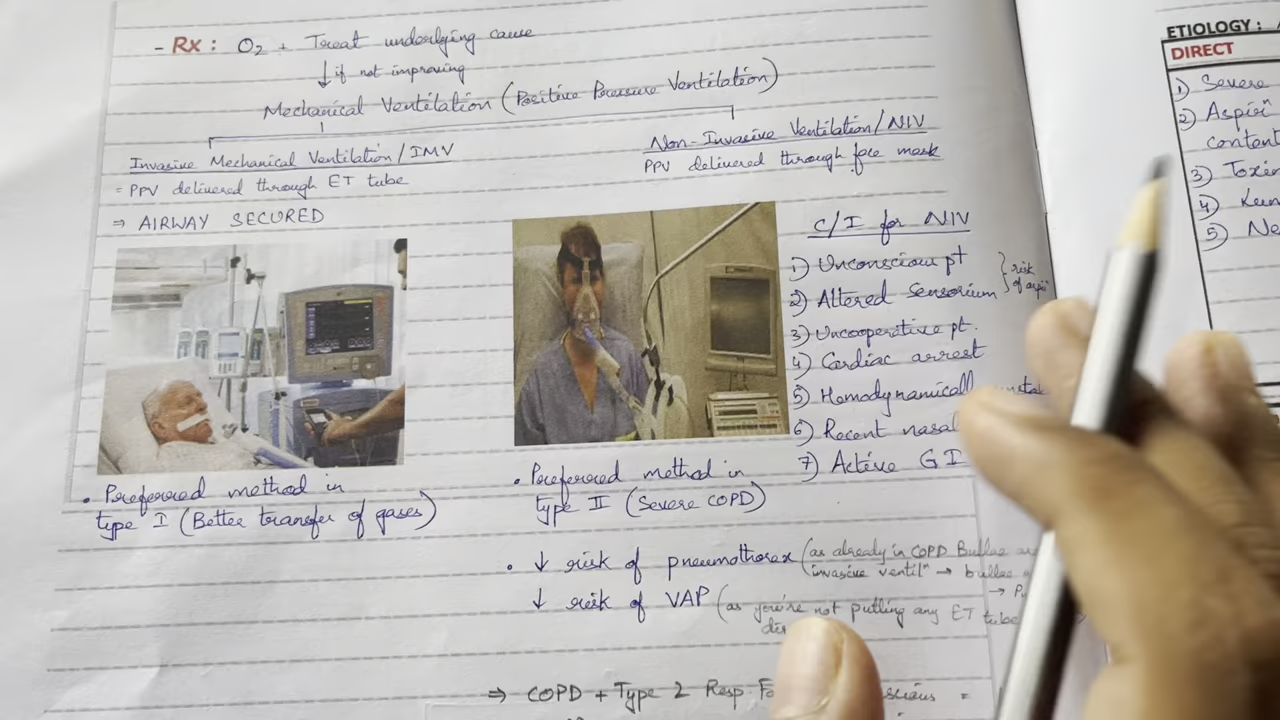 - Rx: O₂ + Treat underlying cause
↓ if not improving
Mechanical Ventilation (Positive Pressure Ventilation)
Invasive Mechanical Ventilation/IMV
= PPV delivered through ET tube
⇒ AIRWAY SECURED
• Preferred method in
type I (Better transfer of gases)
Non-Invasive Ventilation/NIV
PPV delivered through face mask
• Preferred method in
type II (Severe COPD)
• ↓ risk of pneumothorax (as already in COPD Bullae
invasive ventilⁿ → bullae
→
↓ risk of VAP (as you're not putting any ET tube
C/I for NIV
1) Unconscious pt
2) Altered Sensorium } risk of aspiⁿ
3) Uncooperative pt.
4) Cardiac arrest
5) Hemodynamically
6) Recent nasal
7) Active GI
⇒ COPD + Type 2 Resp. =
ETIOLOGY:
DIRECT
1) Severe
2) Aspirⁿ
content
3)
4)
5)